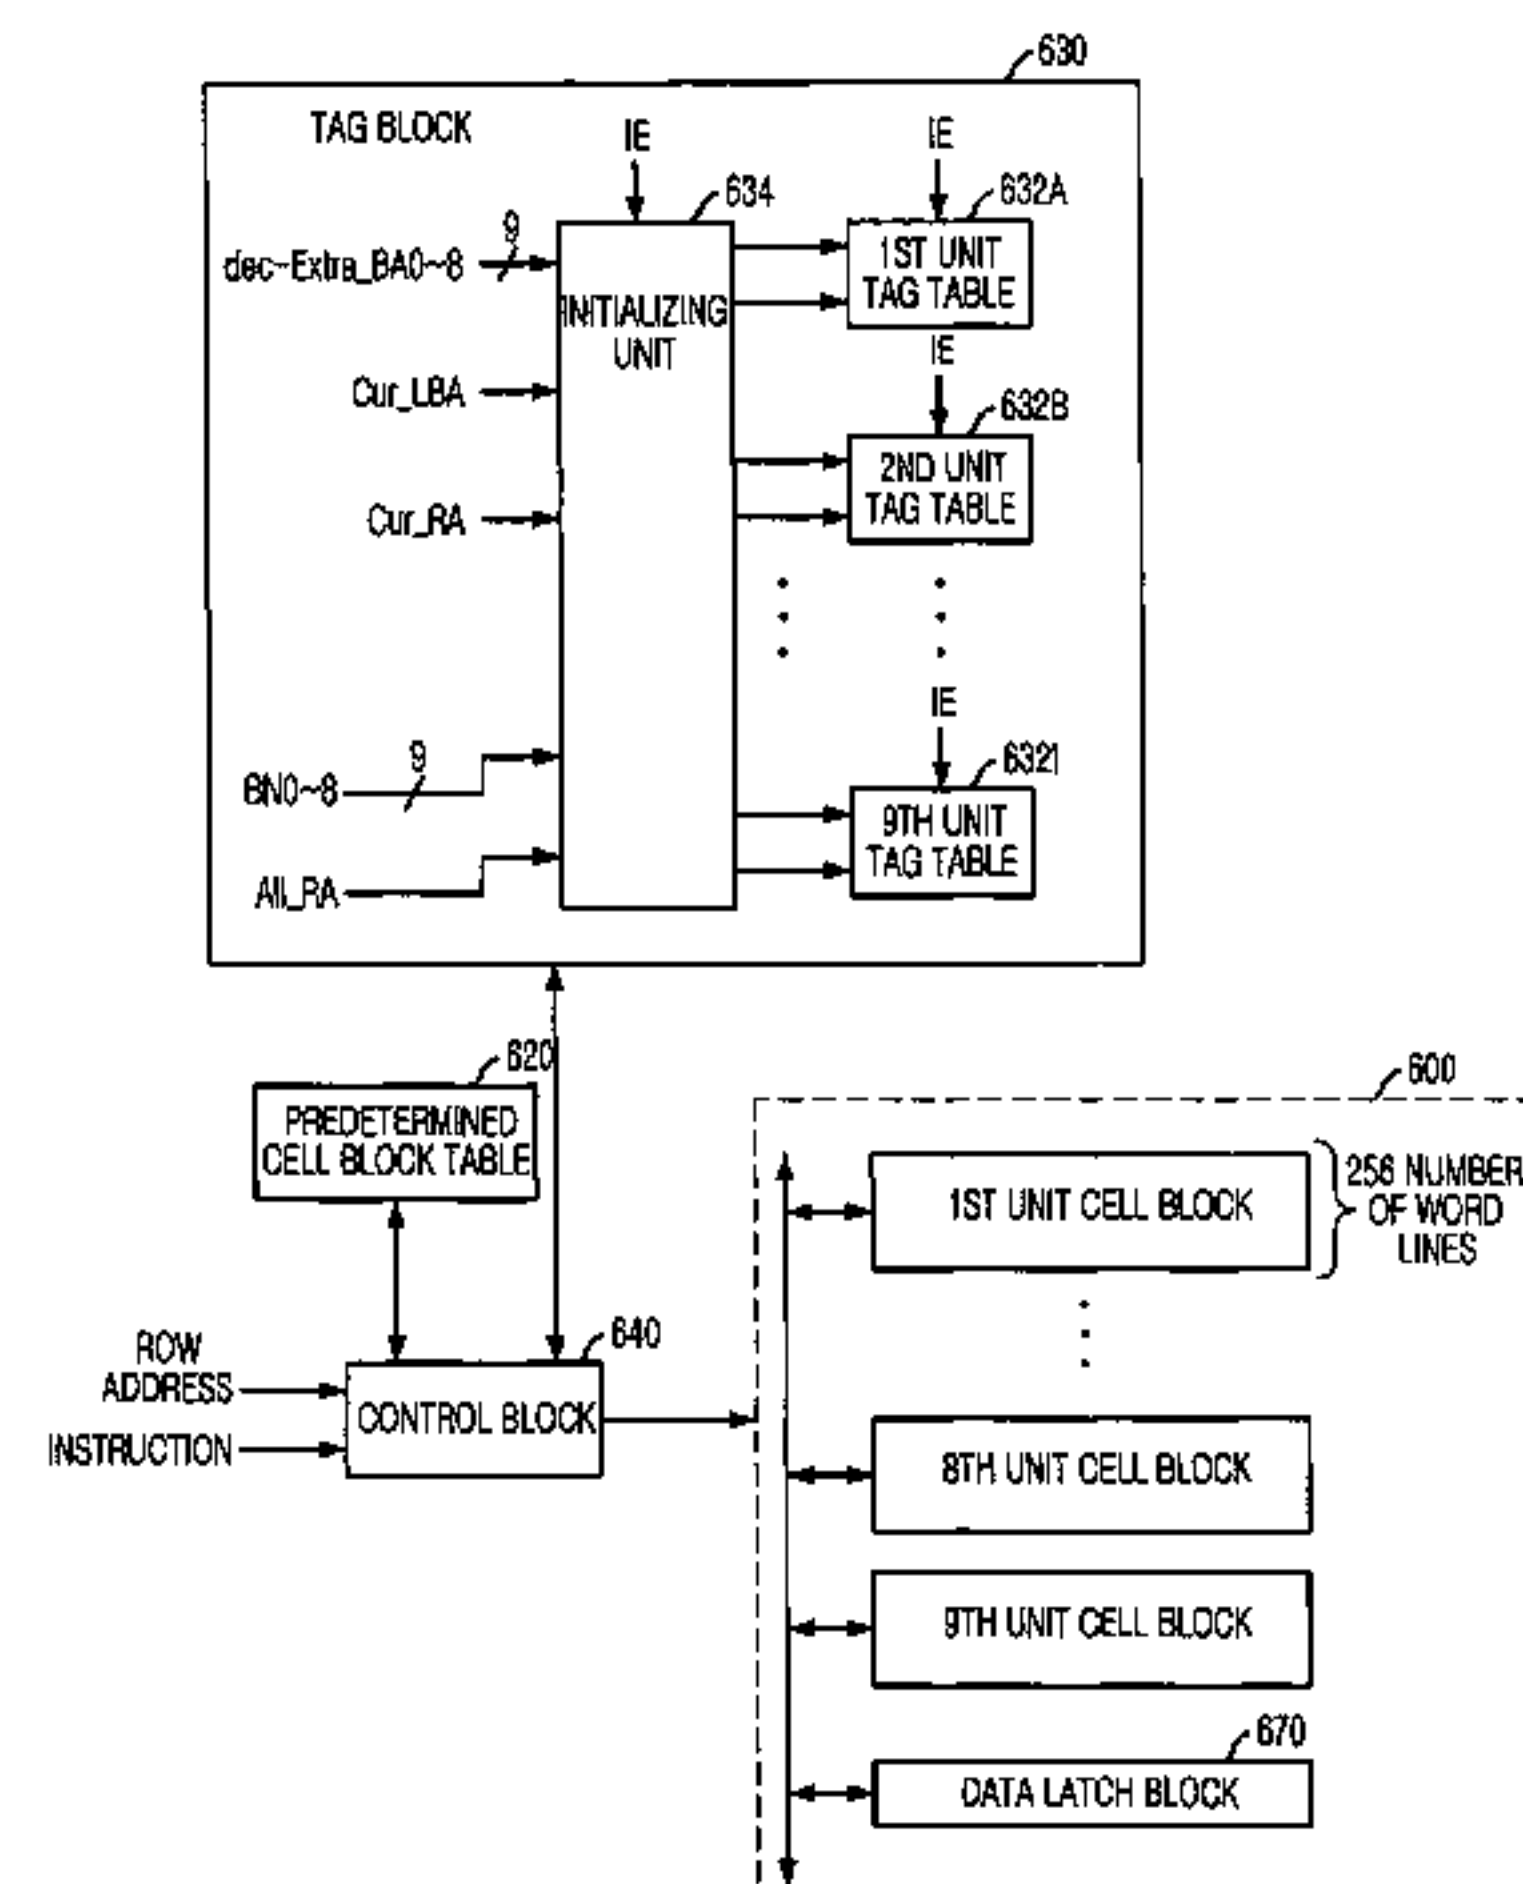 630
TAG BLOCK
IE
IE
634
632A
9
dec-Extra_BA0~8
1ST UNIT
TAG TABLE
INITIALIZING
UNIT
IE
Cur_LBA
632B
2ND UNIT
TAG TABLE
Cur_RA
IE
9
632I
BN0~8
9TH UNIT
TAG TABLE
All_RA
620
PREDETERMINED
CELL BLOCK TABLE
600
1ST UNIT CELL BLOCK
256 NUMBER
OF WORD
LINES
640
ROW
ADDRESS
CONTROL BLOCK
INSTRUCTION
8TH UNIT CELL BLOCK
9TH UNIT CELL BLOCK
670
DATA LATCH BLOCK